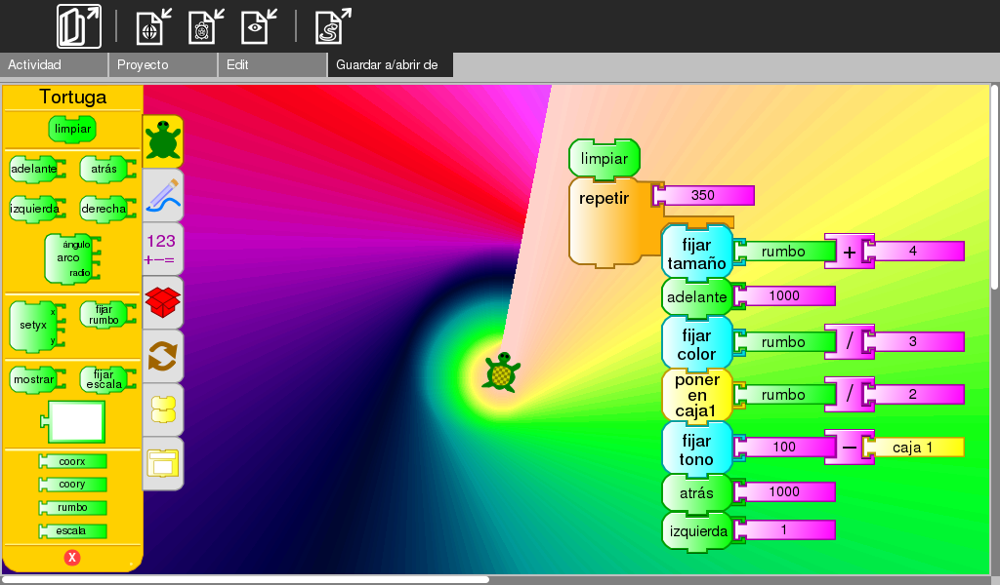 Actividad
Proyecto
Edit
Guardar a/abrir de
Tortuga
limpiar
adelante
atrás
izquierda
derecha
ángulo
arco
radio
setyx
x
y
fijar
rumbo
mostrar
fijar
escala
coorx
coory
rumbo
escala
X
123
+−=
limpiar
repetir 350
fijar
tamaño
rumbo + 4
adelante 1000
fijar
color
rumbo / 3
poner
en
caja1
rumbo / 2
fijar
tono
100 − caja 1
atrás 1000
izquierda 1